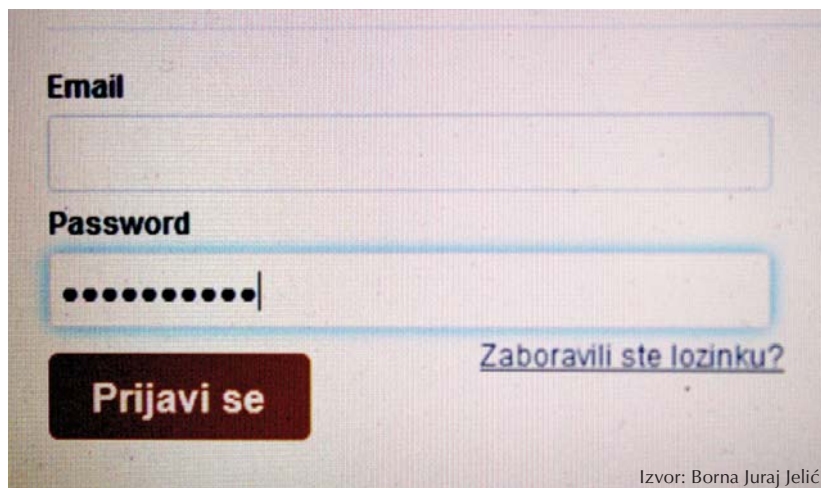 Email
Password
••••••••••
Zaboravili ste lozinku?
Prijavi se
Izvor: Borna Juraj Jelić